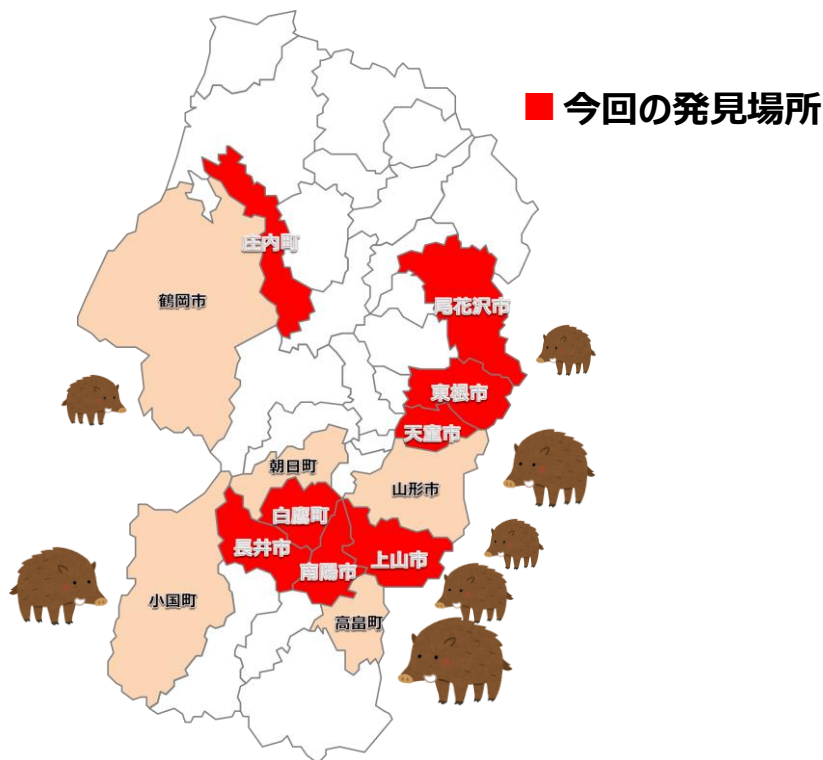 ■ 今回の発見場所
庄内町
鶴岡市
尾花沢市
東根市
天童市
朝日町
山形市
白鷹町
長井市
上山市
南陽市
小国町
高畠町